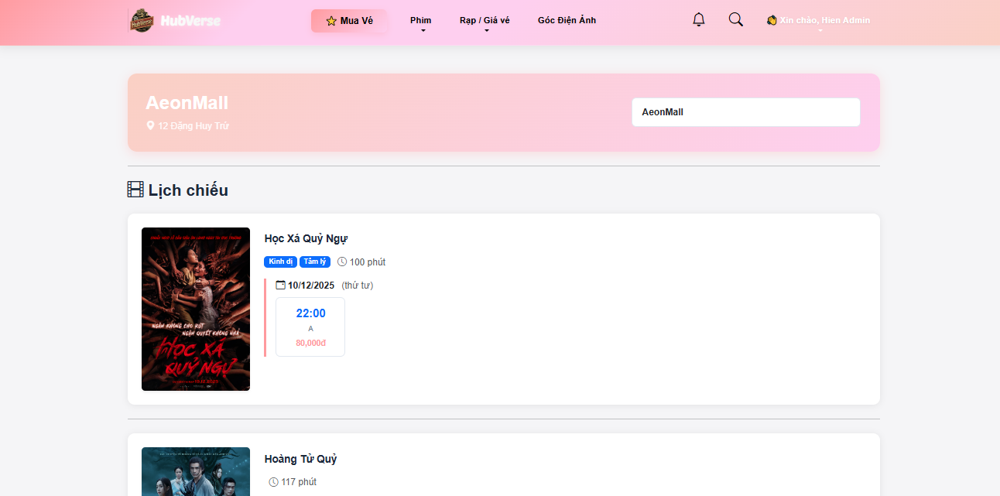 HubVerse
Mua Vé
Phim
Rạp / Giá vé
Góc Điện Ảnh
Xin chào, Hien Admin
AeonMall
12 Đặng Huy Trứ
AeonMall
Lịch chiếu
Học Xá Quỷ Ngự
Kinh dị
Tâm lý
100 phút
10/12/2025 (thứ tư)
22:00
A
80,000đ
NGÀN KHÔNG CHO RÚT
NGẬM QUYẾT KHÔNG NHẢ
HỌC XÁ
QUỶ NGỰ
Hoàng Tử Quỷ
117 phút